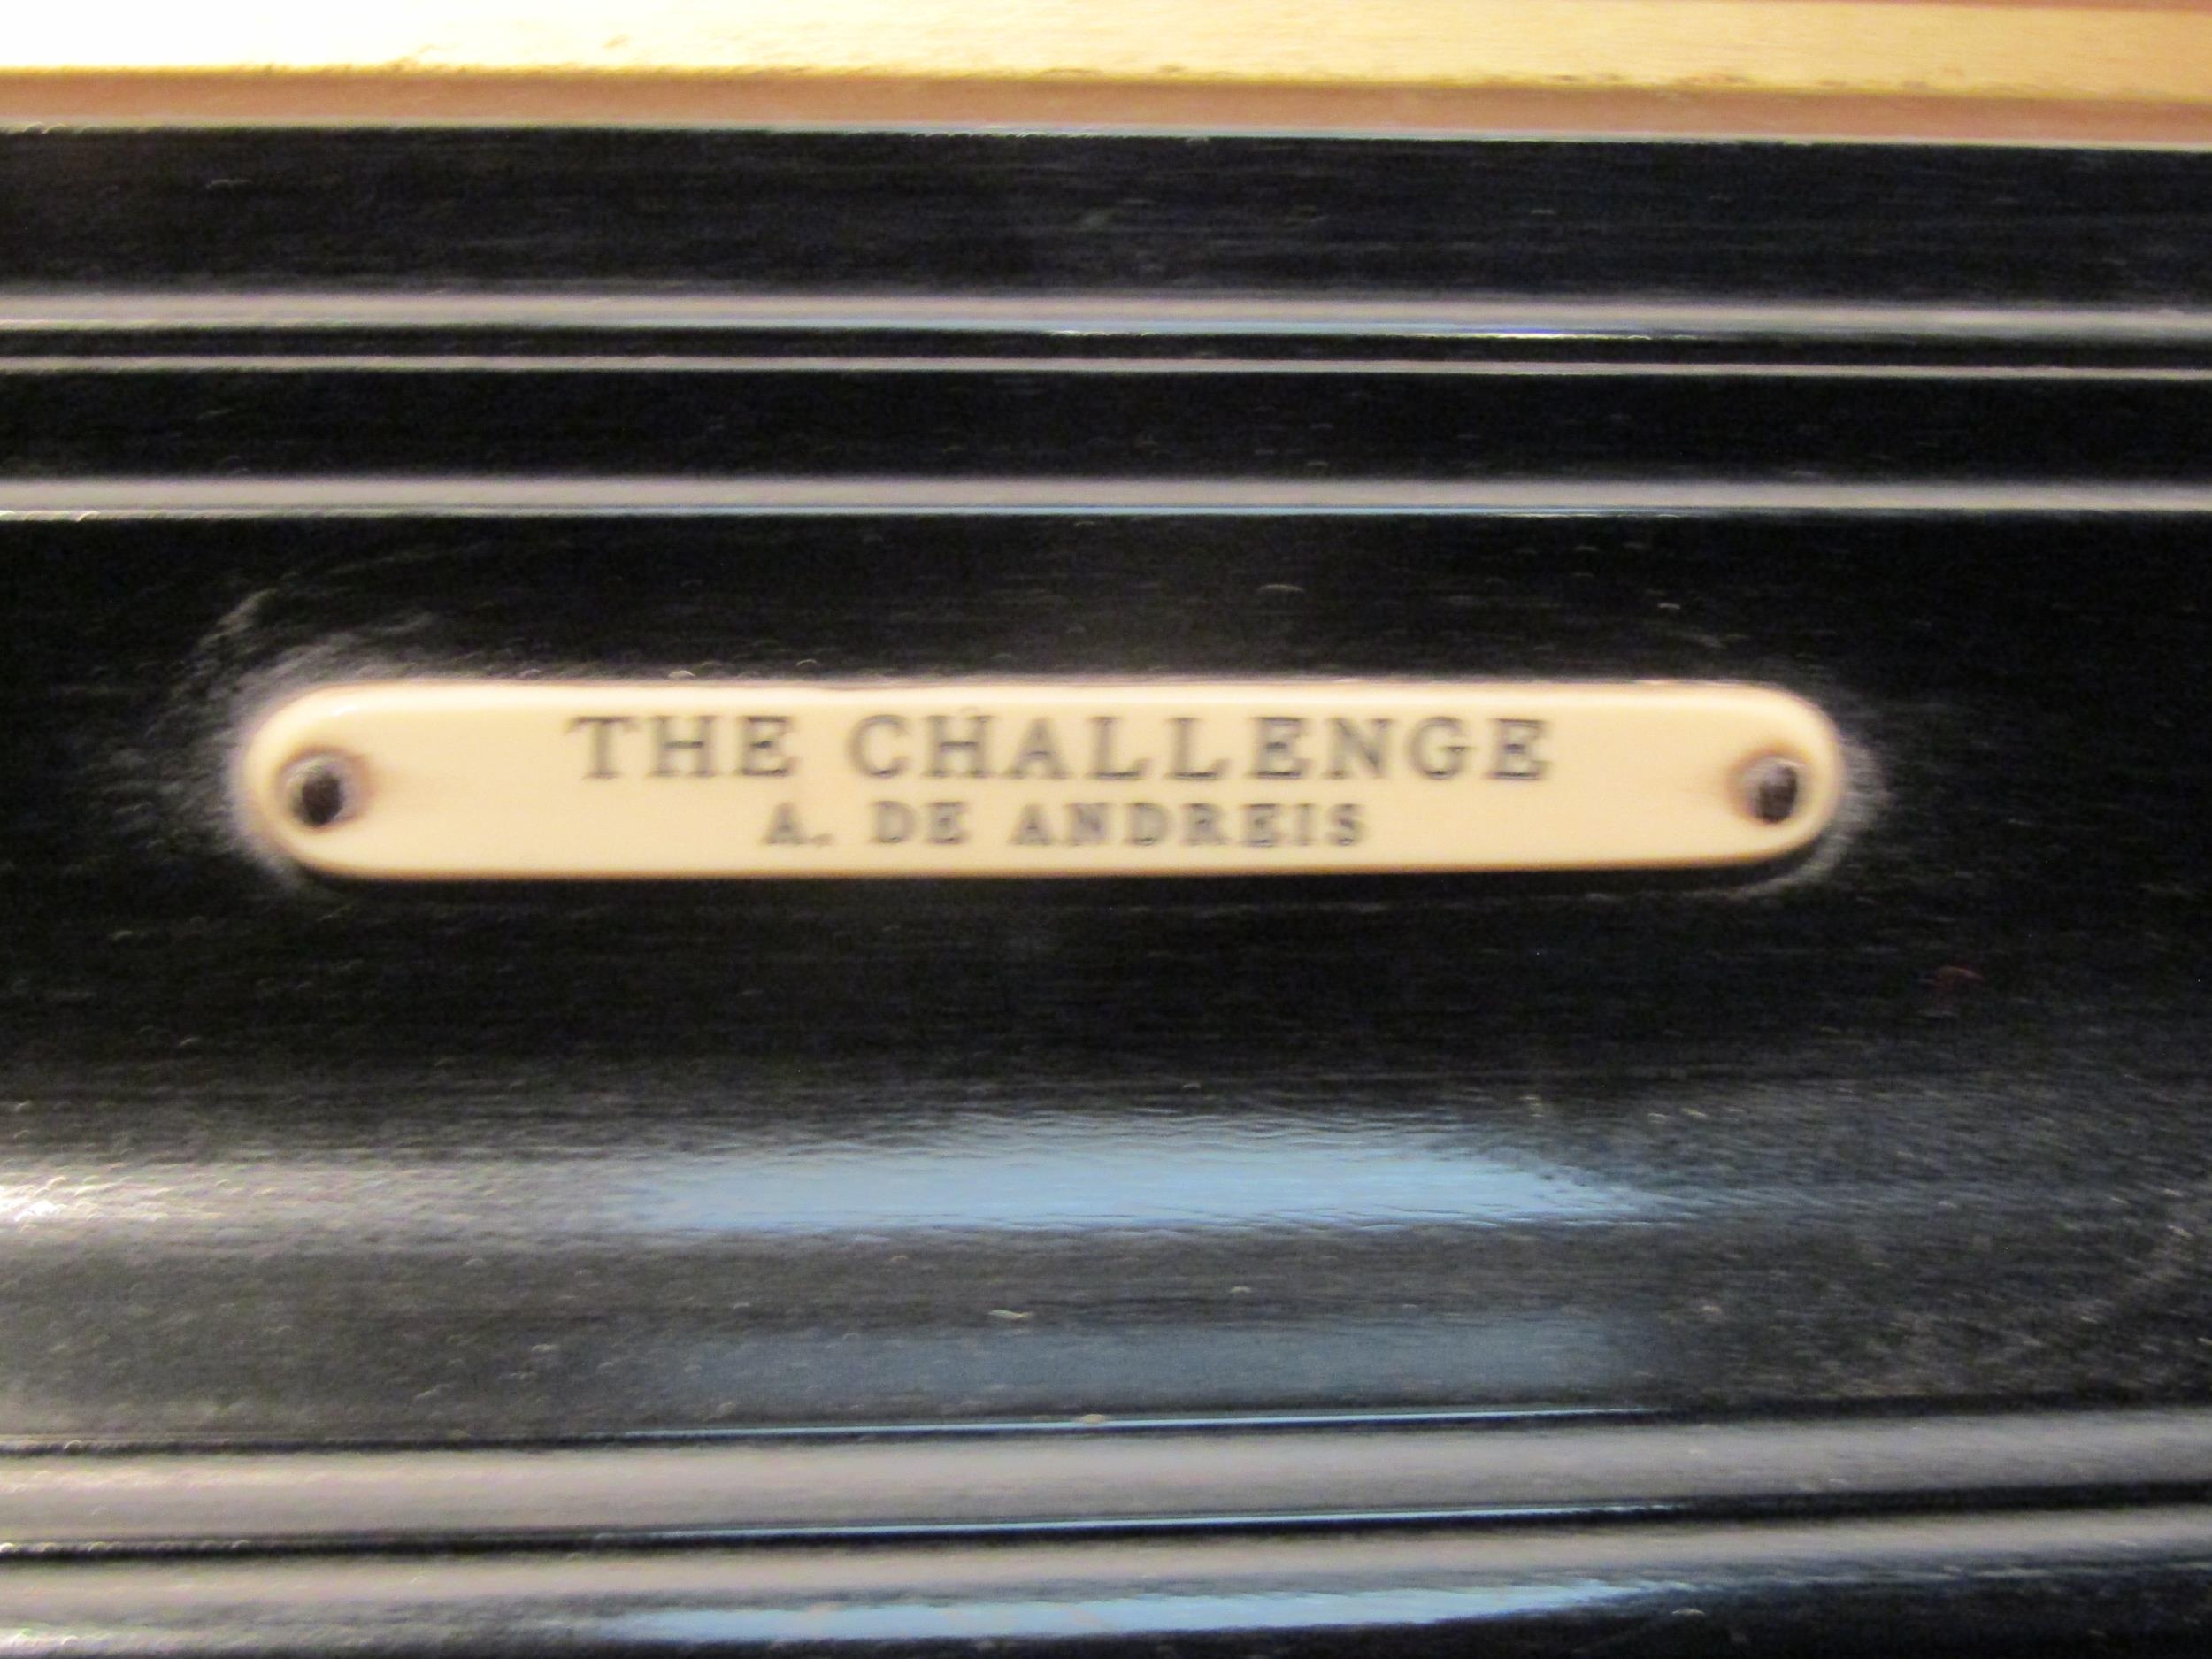 THE CHALLENGE
A. DE ANDREIS